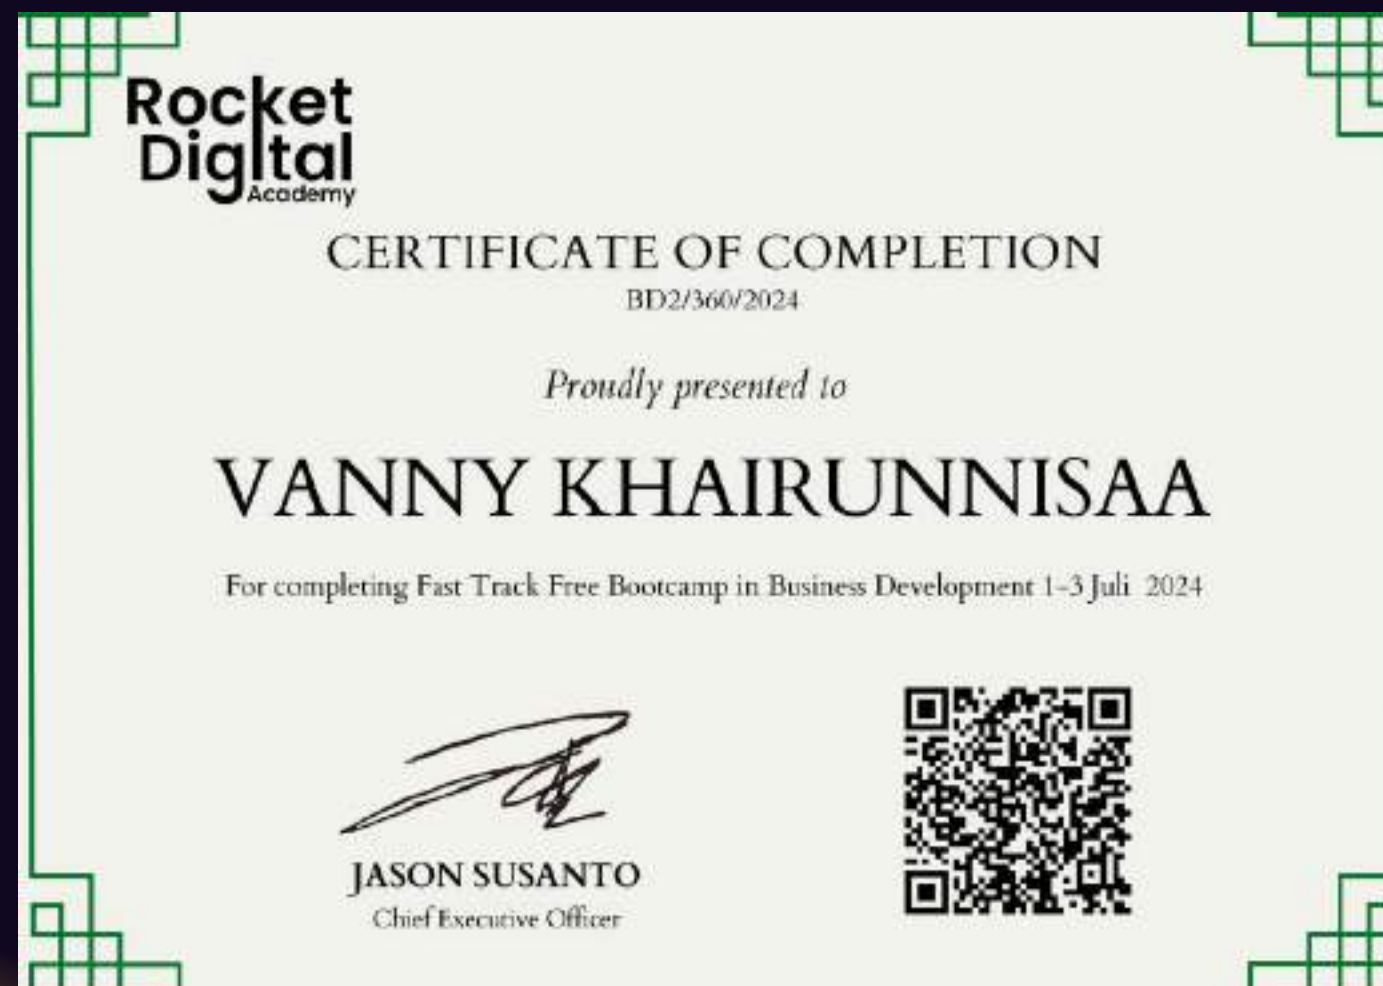 Rocket
Digital
Academy
CERTIFICATE OF COMPLETION
BD2/360/2024
Proudly presented to
VANNY KHAIRUNNISAA
For completing Fast Track Free Bootcamp in Business Development 1-3 Juli 2024
JASON SUSANTO
Chief Executive Officer